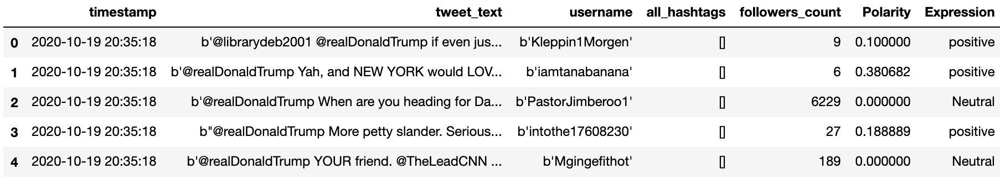 timestamp tweet_text username all_hashtags followers_count Polarity Expression
0 2020-10-19 20:35:18 b'@librarydeb2001 @realDonaldTrump if even jus... b'Kleppin1Morgen' [] 9 0.100000 positive
1 2020-10-19 20:35:18 b'@realDonaldTrump Yah, and NEW YORK would LOV... b'iamtanabanana' [] 6 0.380682 positive
2 2020-10-19 20:35:18 b'@realDonaldTrump When are you heading for Da... b'PastorJimberoo1' [] 6229 0.000000 Neutral
3 2020-10-19 20:35:18 b"@realDonaldTrump More petty slander. Serious... b'intothe17608230' [] 27 0.188889 positive
4 2020-10-19 20:35:18 b'@realDonaldTrump YOUR friend. @TheLeadCNN ... b'Mgingefithot' [] 189 0.000000 Neutral